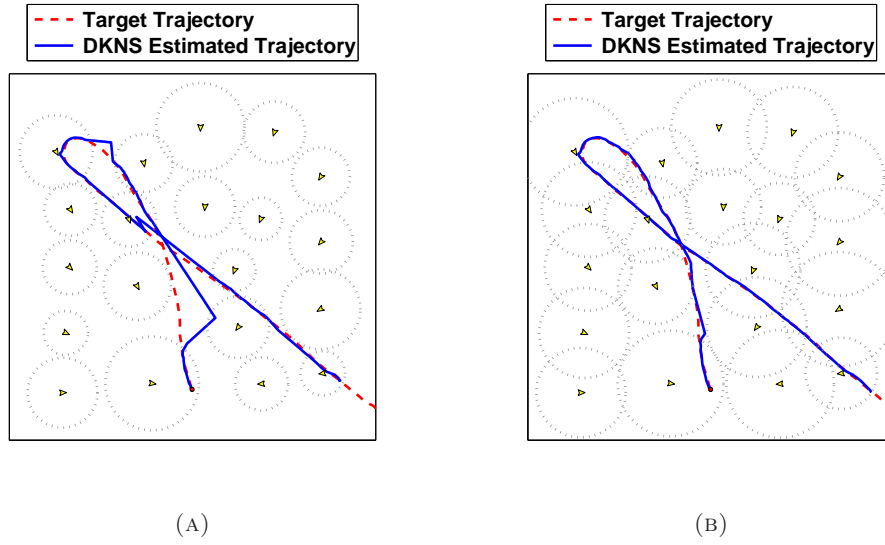 Target Trajectory
DKNS Estimated Trajectory
Target Trajectory
DKNS Estimated Trajectory
(A)
(B)